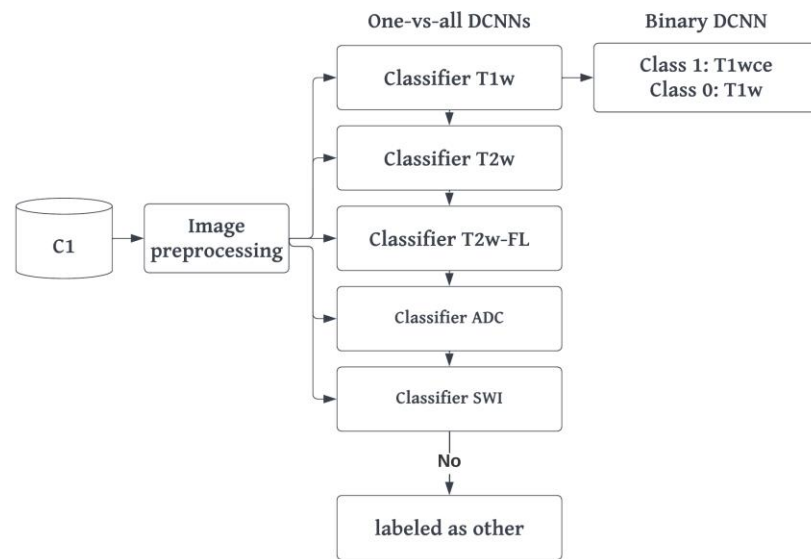 One-vs-all DCNNs
Binary DCNN
Classifier T1w
Class 1: T1wce
Class 0: T1w
Classifier T2w
C1
Image
preprocessing
Classifier T2w-FL
Classifier ADC
Classifier SWI
No
labeled as other